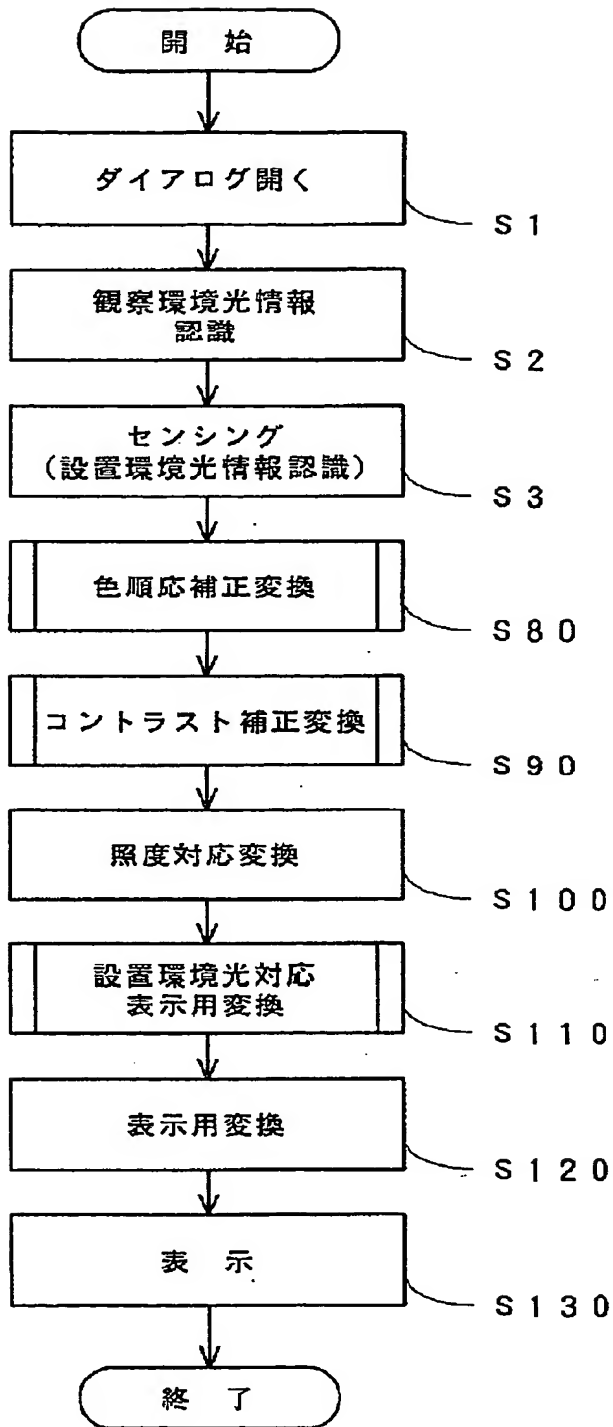 開 始
ダイアログ開く
S1
観察環境光情報
認識
S2
センシング
(設置環境光情報認識)
S3
色順応補正変換
S80
コントラスト補正変換
S90
照度対応変換
S100
設置環境光対応
表示用変換
S110
表示用変換
S120
表 示
S130
終 了